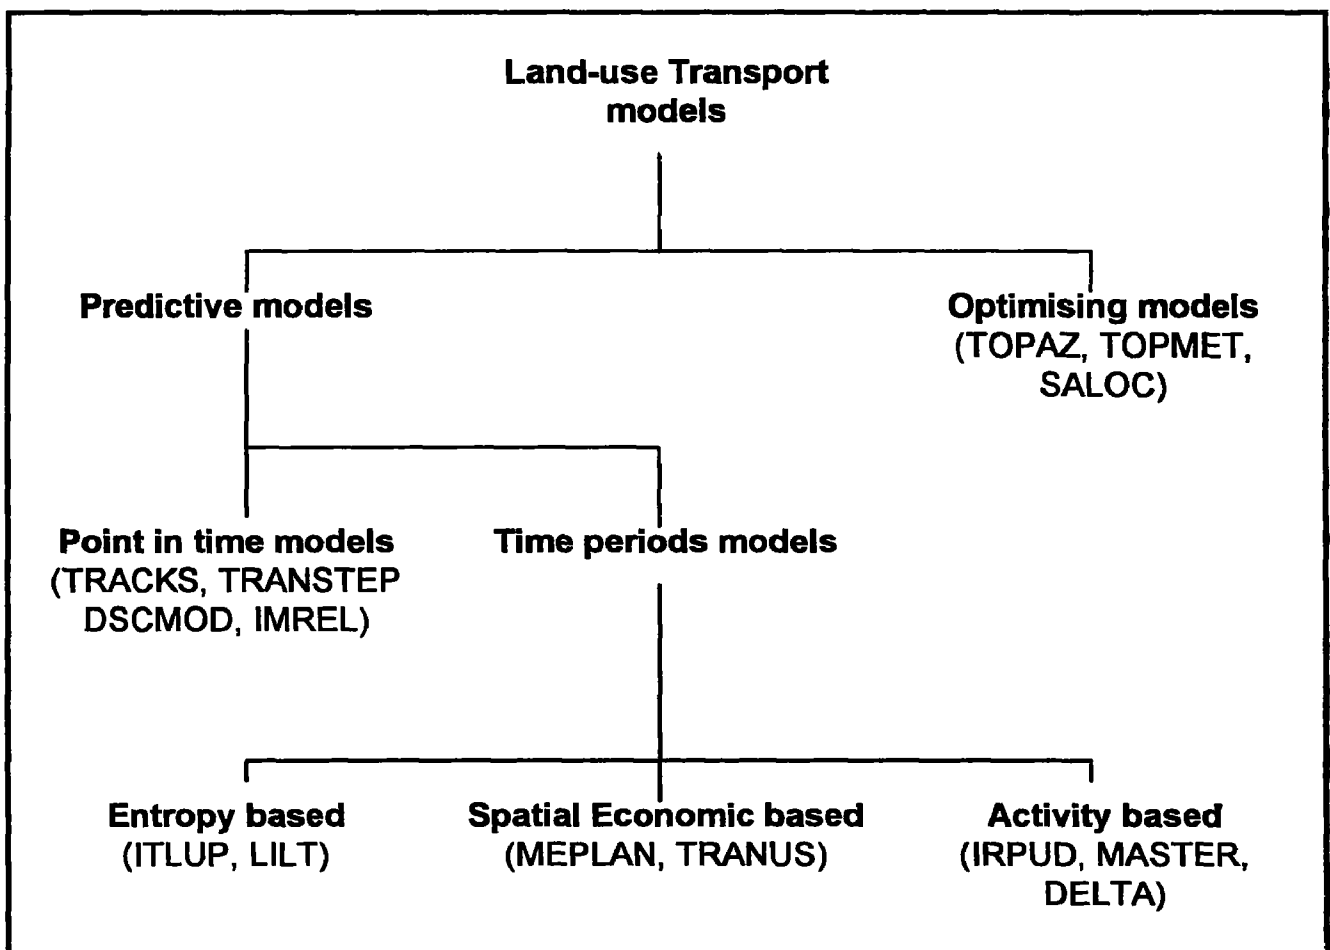 Land-use Transport
models
Predictive models
Optimising models
(TOPAZ, TOPMET,
SALOC)
Point in time models
(TRACKS, TRANSTEP
DSCMOD, IMREL)
Time periods models
Entropy based
(ITLUP, LILT)
Spatial Economic based
(MEPLAN, TRANUS)
Activity based
(IRPUD, MASTER,
DELTA)